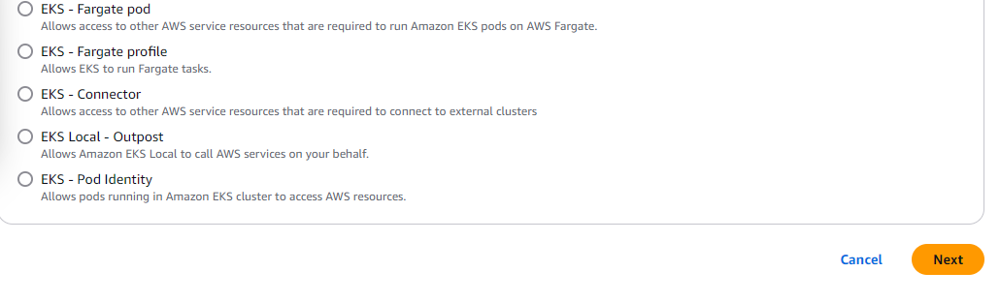 EKS - Fargate pod
Allows access to other AWS service resources that are required to run Amazon EKS pods on AWS Fargate.
EKS - Fargate profile
Allows EKS to run Fargate tasks.
EKS - Connector
Allows access to other AWS service resources that are required to connect to external clusters
EKS Local - Outpost
Allows Amazon EKS Local to call AWS services on your behalf.
EKS - Pod Identity
Allows pods running in Amazon EKS cluster to access AWS resources.
Cancel Next